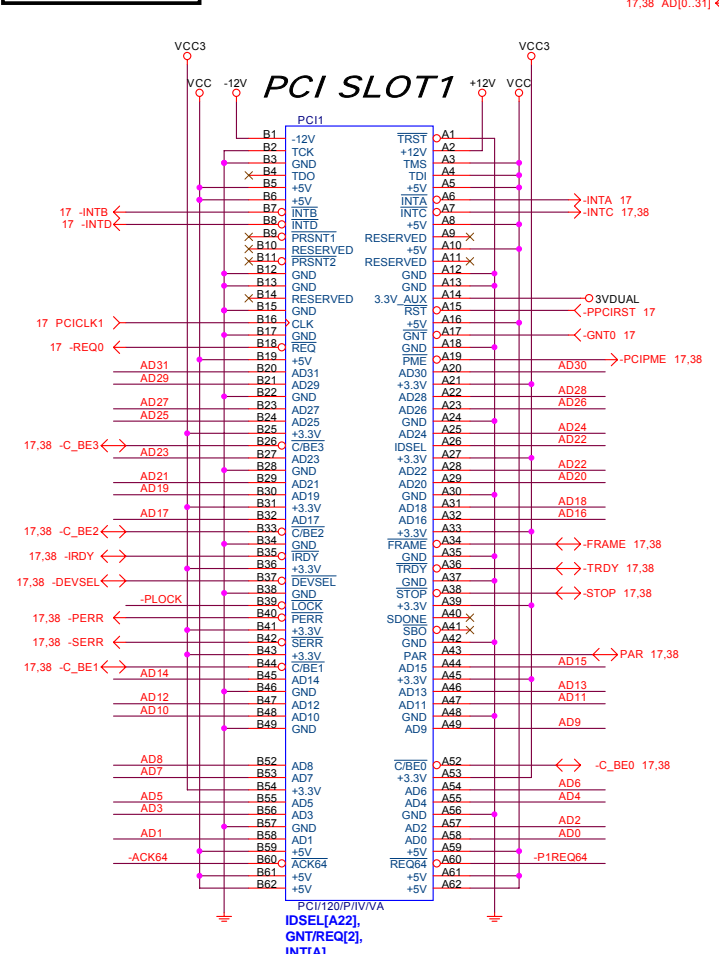 17,38 AD[0..31]
VCC3 VCC3
VCC -12V PCI SLOT1 +12V VCC
PCI1
B1 -12V TRST A1
B2 TCK +12V A2
B3 GND TMS A3
B4 TDO TDI A4
B5 +5V +5V A5
B6 +5V INTA A6 -INTA 17
17 -INTB B7 INTB INTC A7 -INTC 17,38
17 -INTD B8 INTD +5V A8
B9 PRSNT1 RESERVED A9
B10 RESERVED +5V A10
B11 PRSNT2 RESERVED A11
B12 GND GND A12
B13 GND GND A13
B14 RESERVED 3.3V_AUX A14 3VDUAL
B15 GND RST A15 -PPCIRST 17
17 PCICLK1 B16 CLK +5V A16
B17 GND GNT A17 -GNT0 17
17 -REQ0 B18 REQ GND A18
B19 +5V PME A19 -PCIPME 17,38
AD31 B20 AD31 AD30 A20 AD30
AD29 B21 AD29 +3.3V A21
B22 GND AD28 A22 AD28
AD27 B23 AD27 AD26 A23 AD26
AD25 B24 AD25 GND A24
B25 +3.3V AD24 A25 AD24
17,38 -C_BE3 B26 C/BE3 IDSEL A26 AD22
AD23 B27 AD23 +3.3V A27
B28 GND AD22 A28 AD22
AD21 B29 AD21 AD20 A29 AD20
AD19 B30 AD19 GND A30
B31 +3.3V AD18 A31 AD18
AD17 B32 AD17 AD16 A32 AD16
17,38 -C_BE2 B33 C/BE2 +3.3V A33
B34 GND FRAME A34 -FRAME 17,38
17,38 -IRDY B35 IRDY GND A35
B36 +3.3V TRDY A36 -TRDY 17,38
17,38 -DEVSEL B37 DEVSEL GND A37
B38 GND STOP A38 -STOP 17,38
-PLOCK B39 LOCK +3.3V A39
17,38 -PERR B40 PERR SDONE A40
B41 +3.3V SBO A41
17,38 -SERR B42 SERR GND A42
B43 +3.3V PAR A43 PAR 17,38
17,38 -C_BE1 B44 C/BE1 AD15 A44 AD15
AD14 B45 AD14 +3.3V A45
B46 GND AD13 A46 AD13
AD12 B47 AD12 AD11 A47 AD11
AD10 B48 AD10 GND A48
B49 GND AD9 A49 AD9
AD8 B52 AD8 C/BE0 A52 -C_BE0 17,38
AD7 B53 AD7 +3.3V A53
B54 +3.3V AD6 A54 AD6
AD5 B55 AD5 AD4 A55 AD4
AD3 B56 AD3 GND A56
B57 GND AD2 A57 AD2
AD1 B58 AD1 AD0 A58 AD0
B59 +5V +5V A59
-ACK64 B60 ACK64 REQ64 A60 -P1REQ64
B61 +5V +5V A61
B62 +5V +5V A62
PCI/120/P/IV/VA
IDSEL[A22],
GNT/REQ[2],
INT[A]